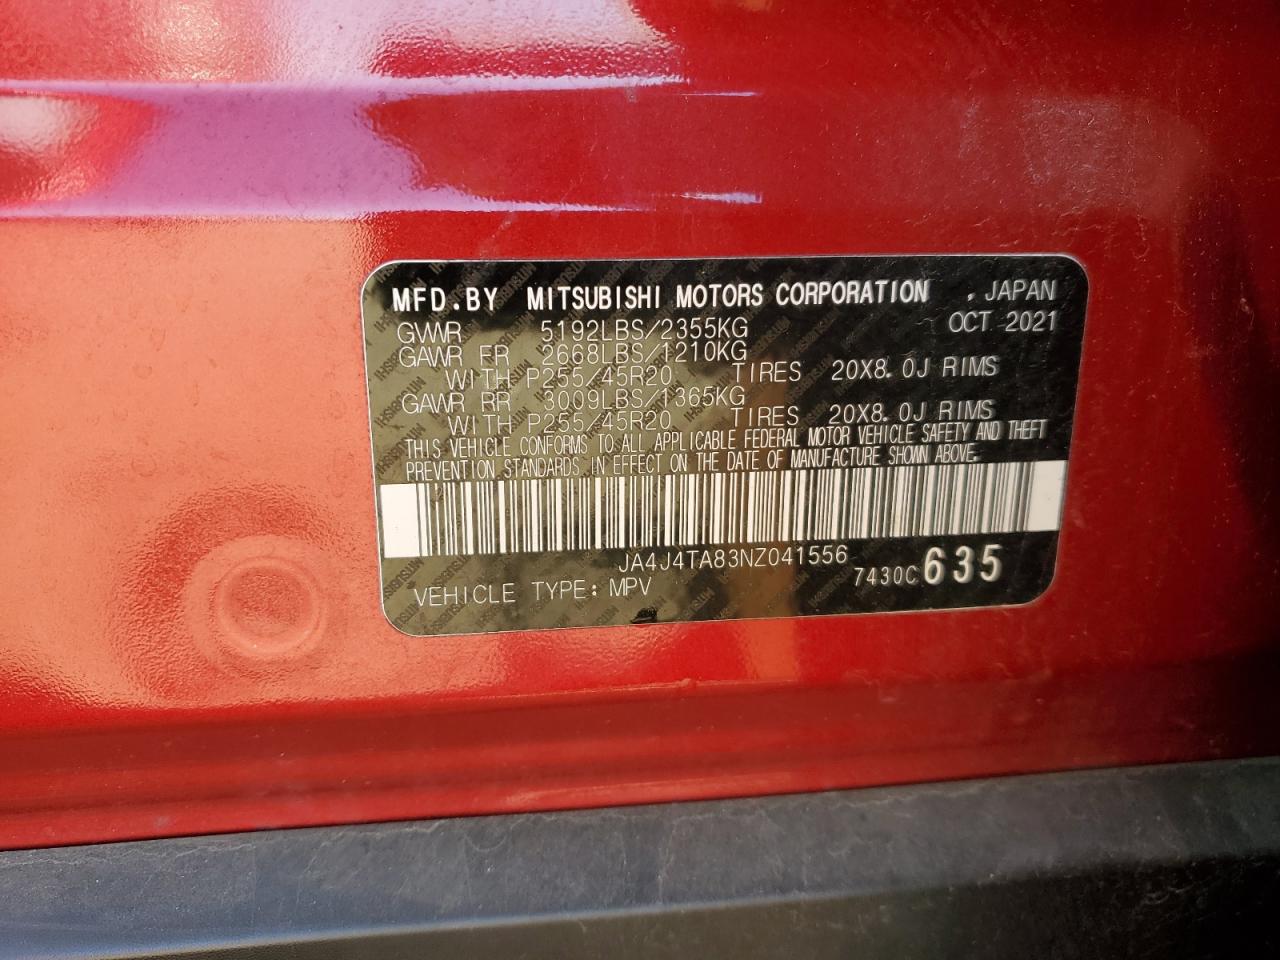 MFD.BY MITSUBISHI MOTORS CORPORATION . JAPAN
OCT 2021
GVWR 5192LBS/2355KG
GAWR FR 2668LBS/1210KG
WITH P255/45R20 TIRES 20X8.0J RIMS
GAWR RR 3009LBS/1365KG
WITH P255/45R20 TIRES 20X8.0J RIMS
THIS VEHICLE CONFORMS TO ALL APPLICABLE FEDERAL MOTOR VEHICLE SAFETY AND THEFT
PREVENTION STANDARDS IN EFFECT ON THE DATE OF MANUFACTURE SHOWN ABOVE.
JA4J4TA83NZ041556
VEHICLE TYPE: MPV 7430C635